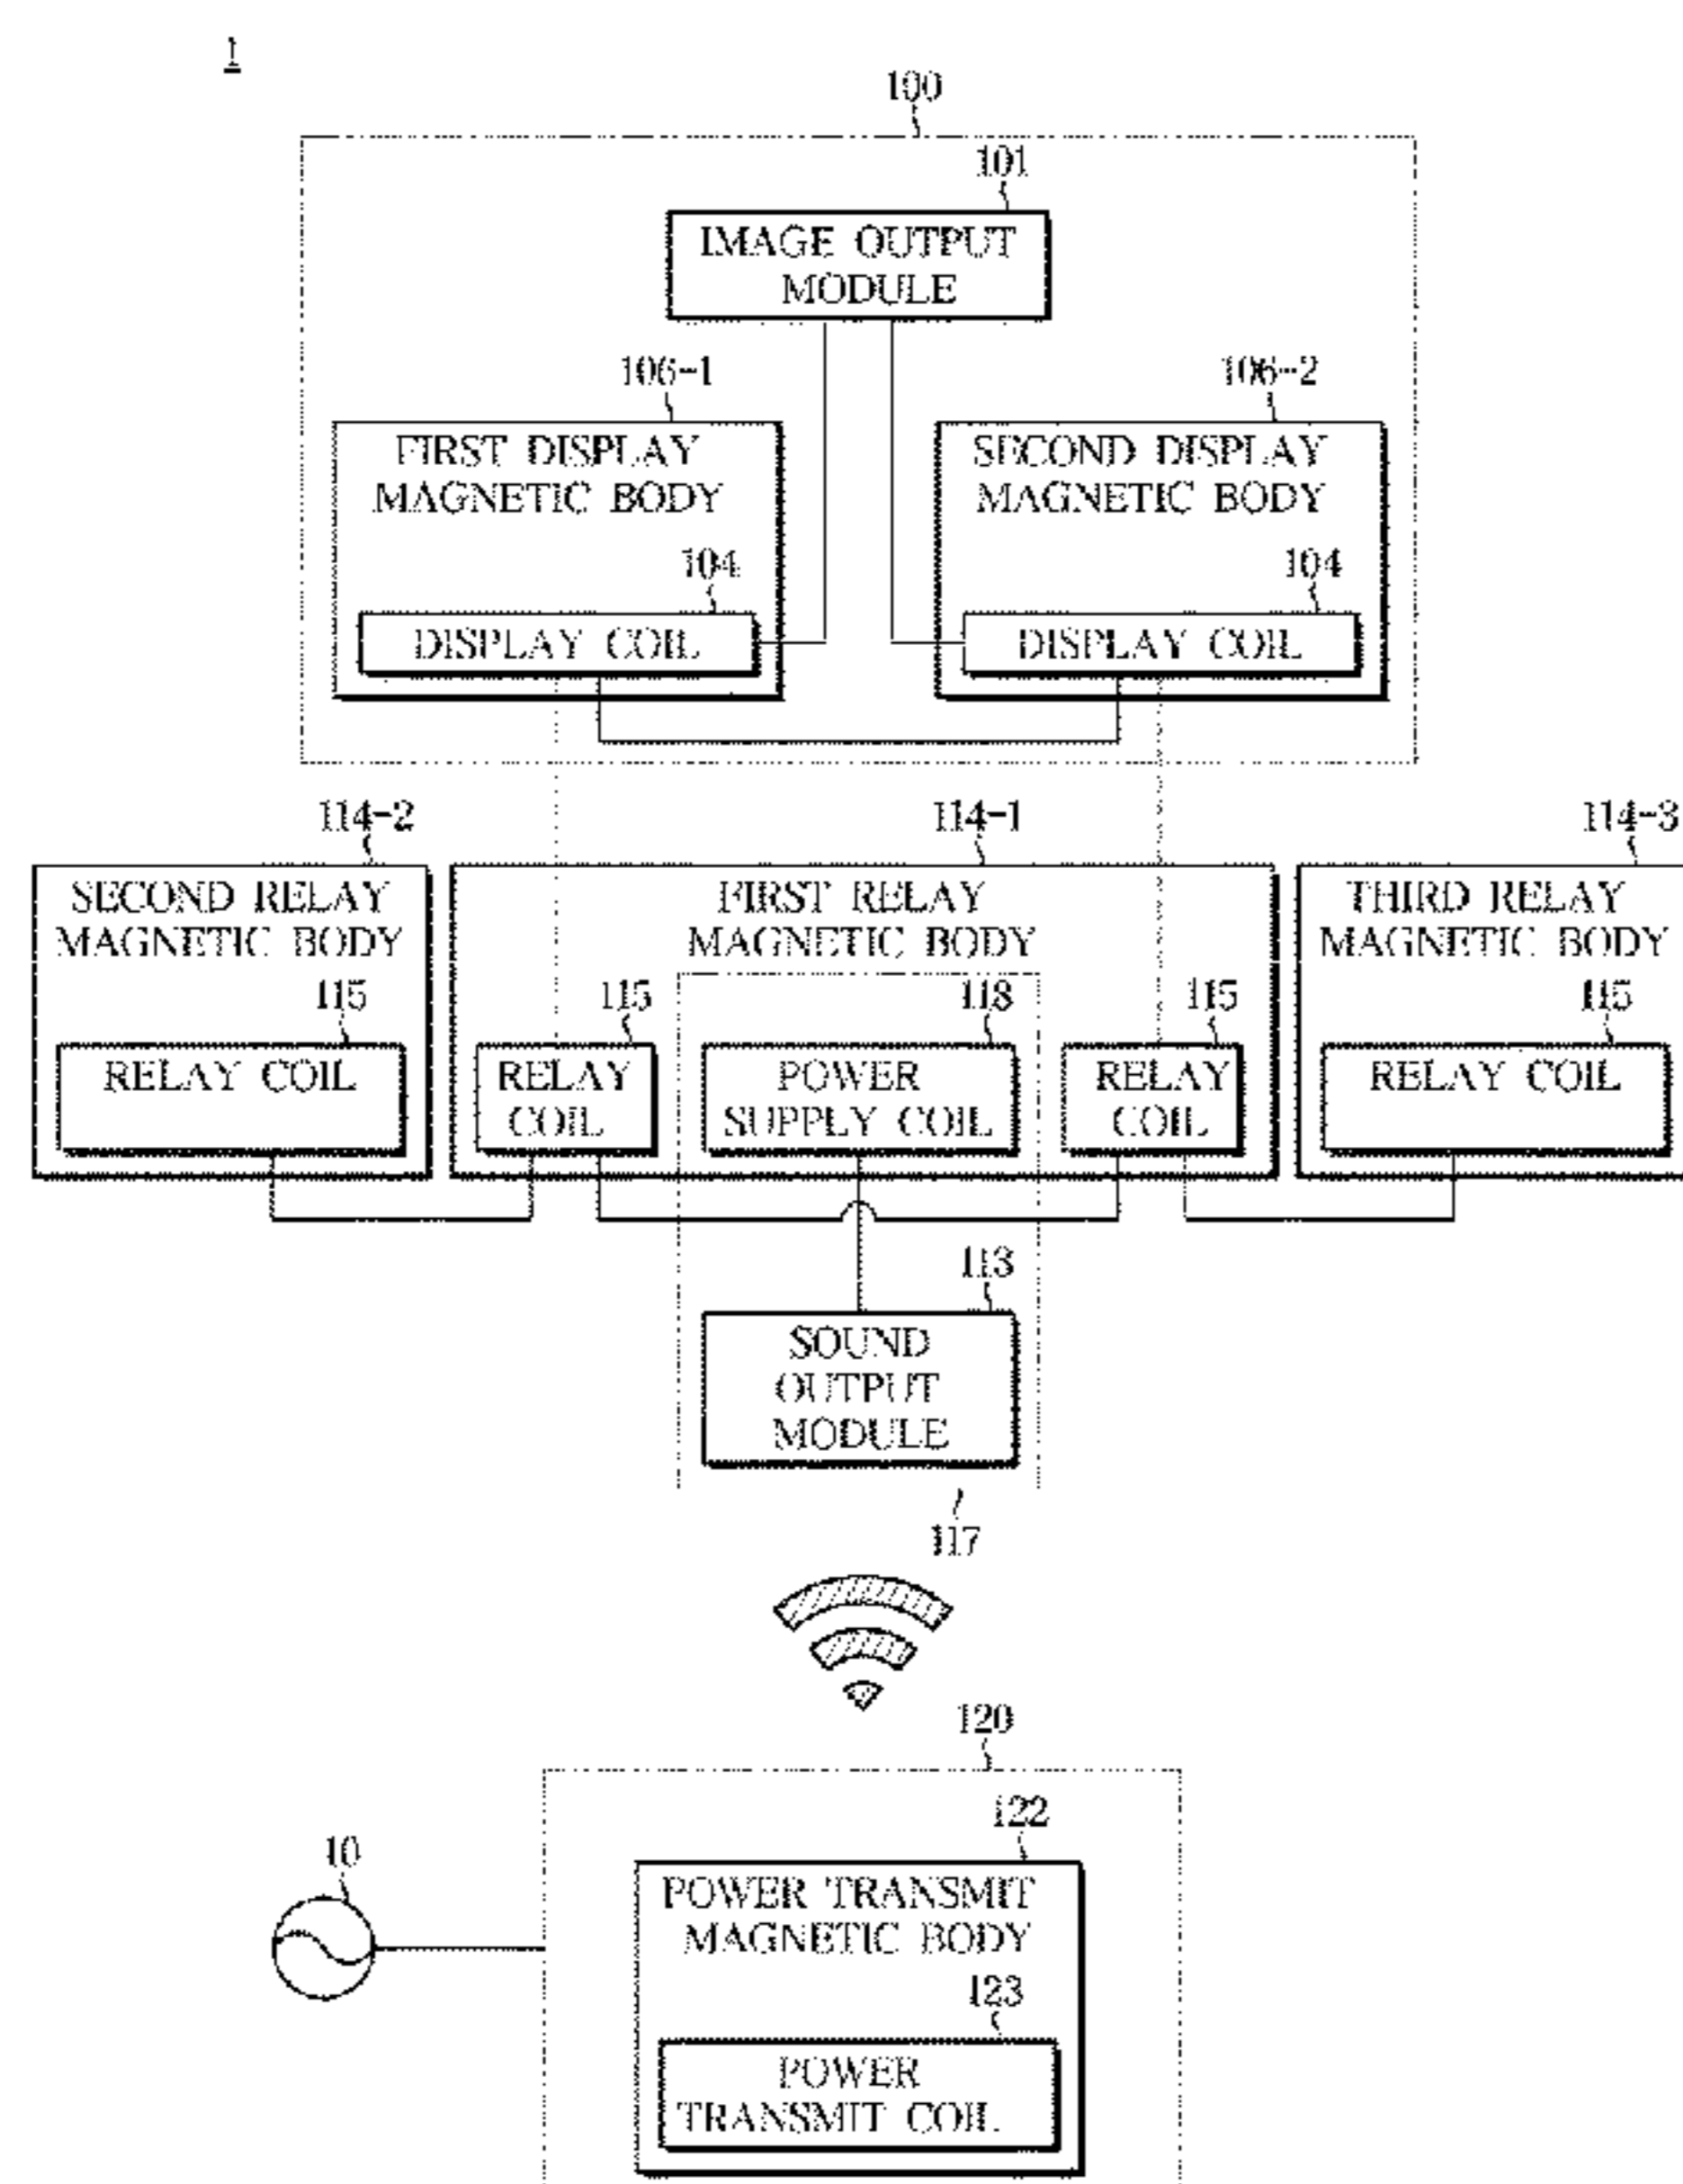 1
100
101
IMAGE OUTPUT
MODULE
106-1
106-2
FIRST DISPLAY
MAGNETIC BODY
SECOND DISPLAY
MAGNETIC BODY
104
104
DISPLAY COIL
DISPLAY COIL
114-2
114-1
114-3
SECOND RELAY
MAGNETIC BODY
FIRST RELAY
MAGNETIC BODY
THIRD RELAY
MAGNETIC BODY
115
115
118
115
115
RELAY COIL
RELAY
COIL
POWER
SUPPLY COIL
RELAY
COIL
RELAY COIL
113
SOUND
OUTPUT
MODULE
117
120
122
10
POWER TRANSMIT
MAGNETIC BODY
123
POWER
TRANSMIT COIL